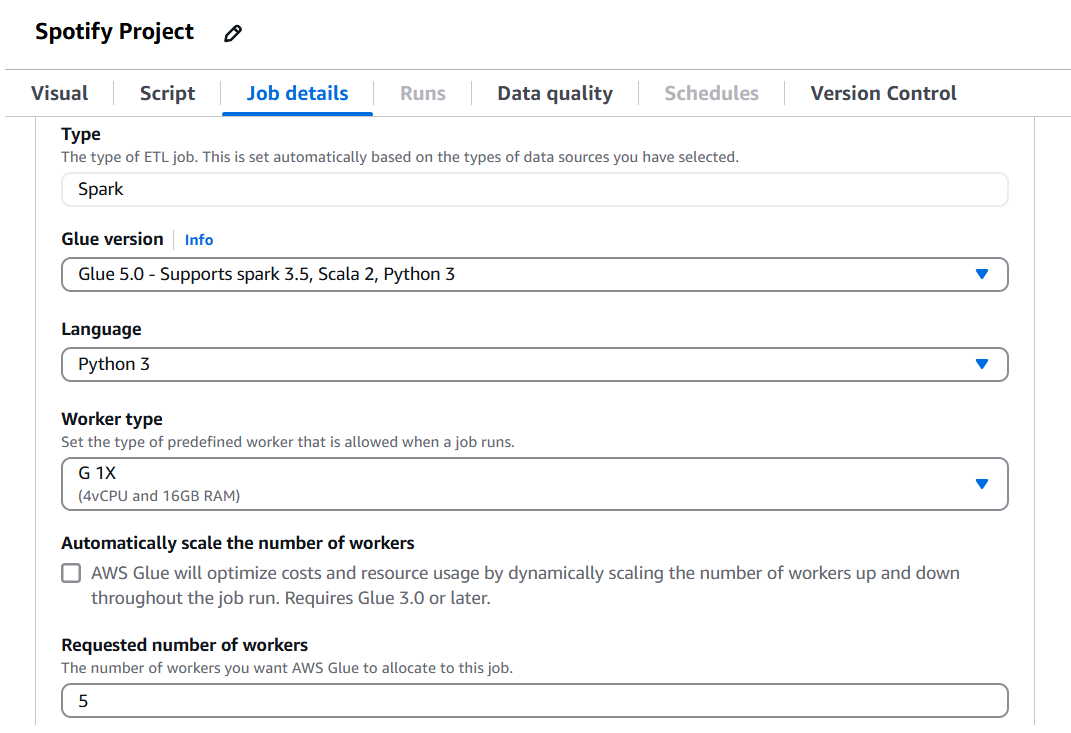 Spotify Project
Visual
Script
Job details
Runs
Data quality
Schedules
Version Control
Type
The type of ETL job. This is set automatically based on the types of data sources you have selected.
Spark
Glue version
Info
Glue 5.0 - Supports spark 3.5, Scala 2, Python 3
Language
Python 3
Worker type
Set the type of predefined worker that is allowed when a job runs.
G 1X
(4vCPU and 16GB RAM)
Automatically scale the number of workers
AWS Glue will optimize costs and resource usage by dynamically scaling the number of workers up and down
throughout the job run. Requires Glue 3.0 or later.
Requested number of workers
The number of workers you want AWS Glue to allocate to this job.
5